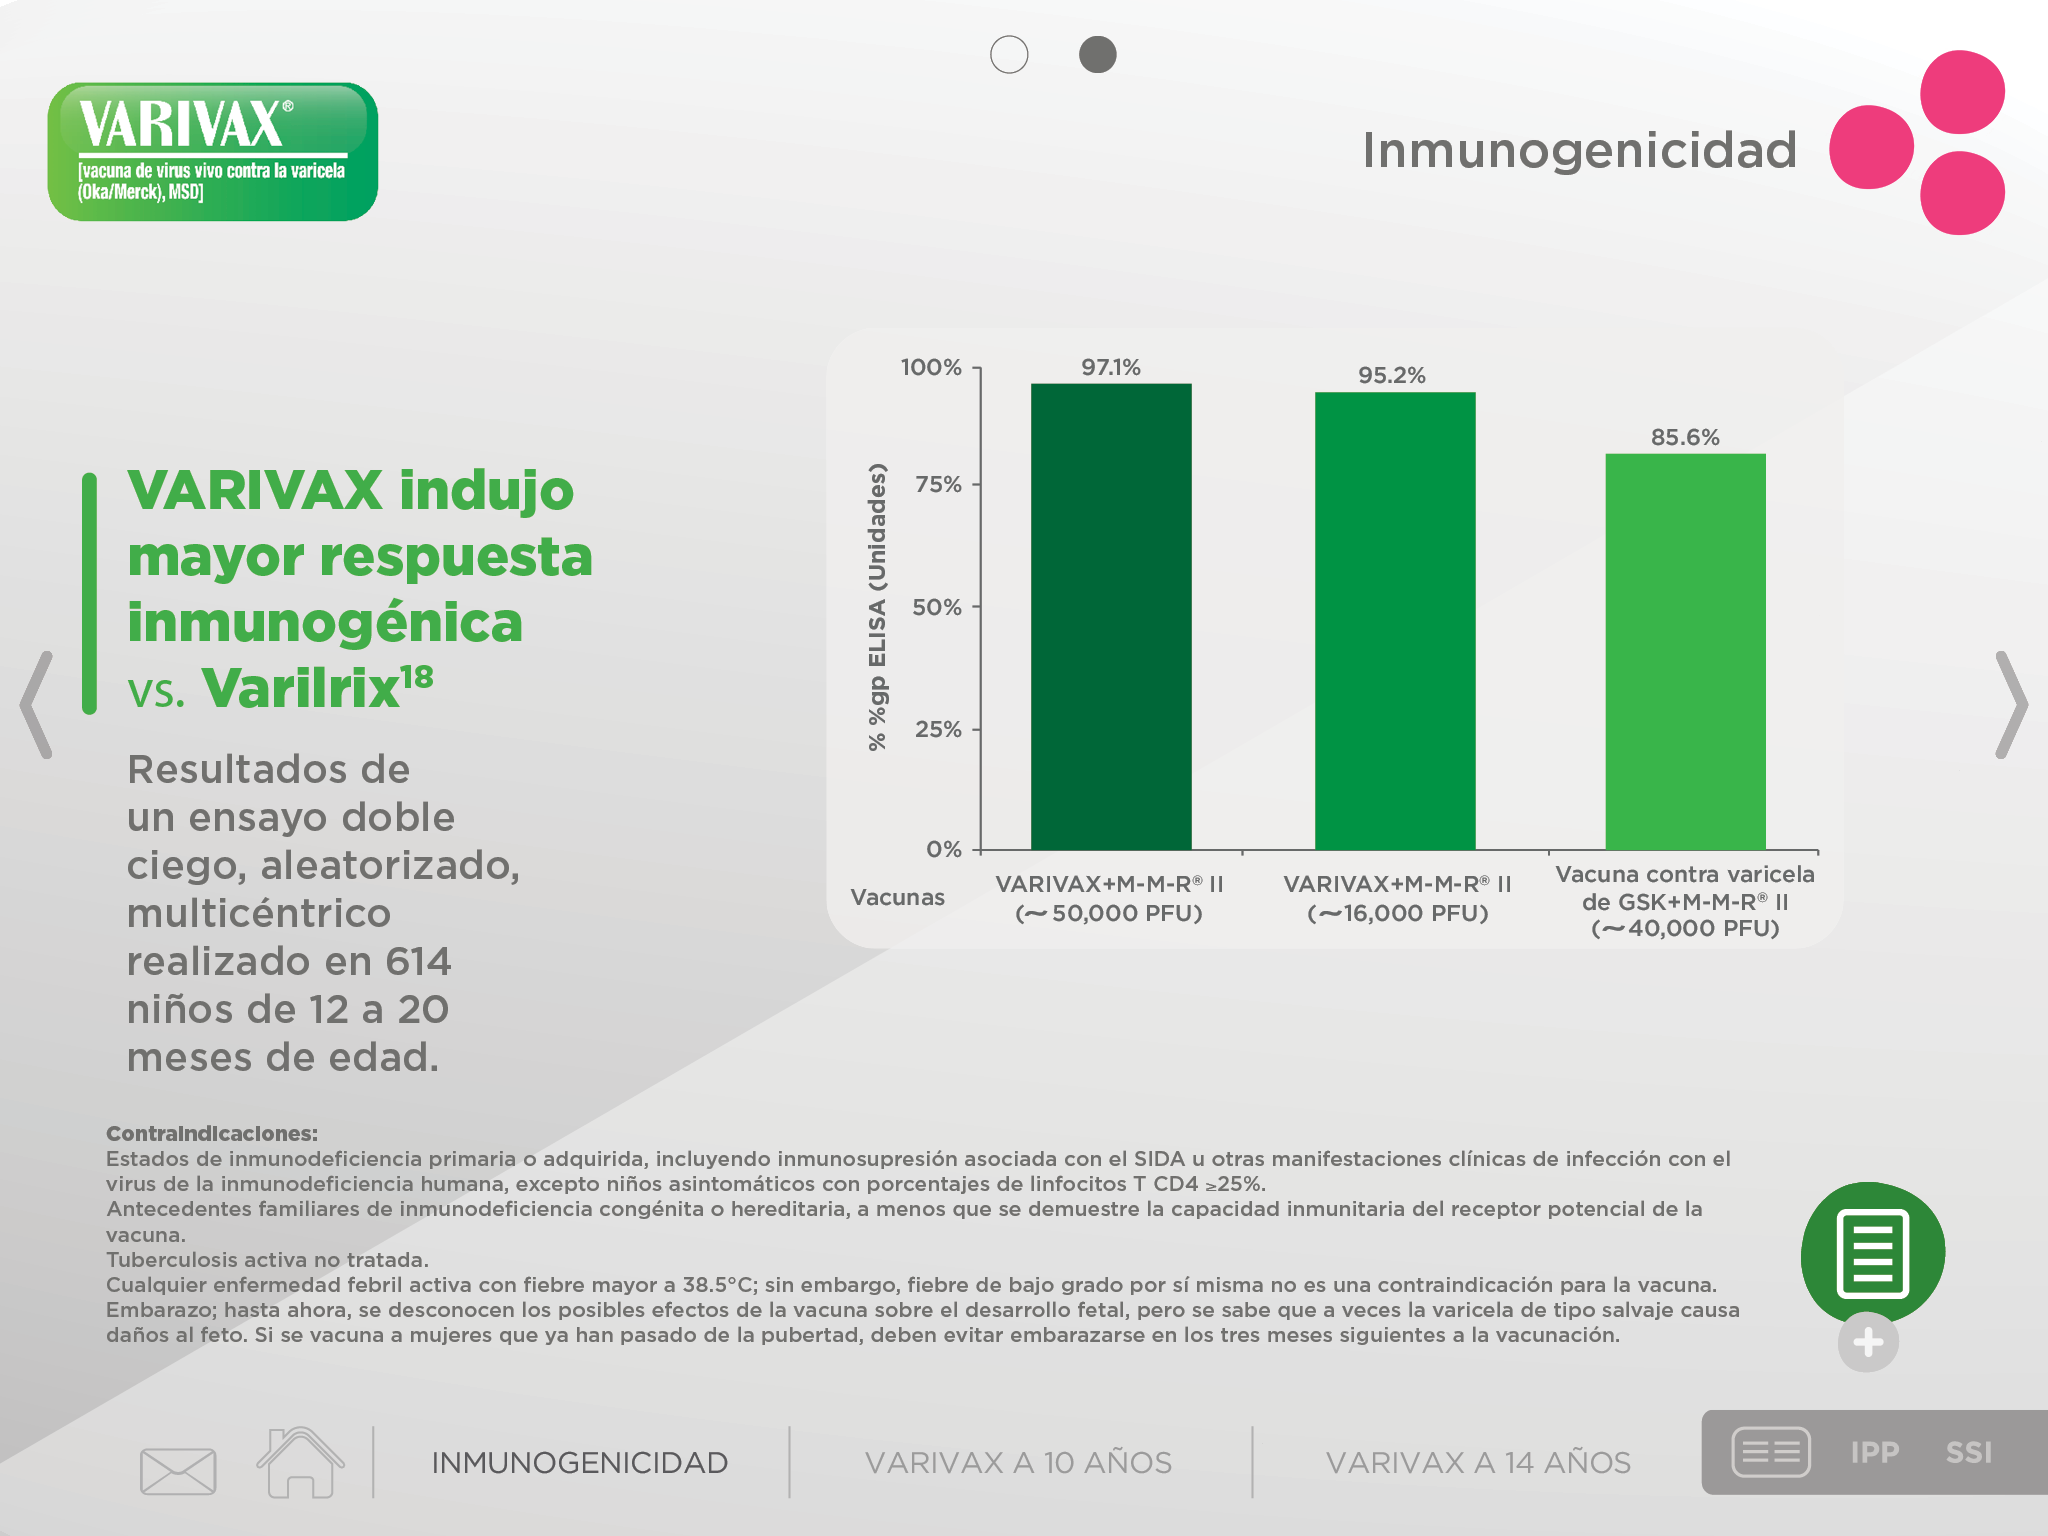 VARIVAX®
[vacuna de virus vivo contra la varicela
(Oka/Merck), MSD]
Inmunogenicidad
VARIVAX indujo
mayor respuesta
inmunogénica
vs. Varilrix18
Resultados de
un ensayo doble
ciego, aleatorizado,
multicéntrico
realizado en 614
niños de 12 a 20
meses de edad.
% %gp ELISA (Unidades)
100%
75%
50%
25%
0%
97.1%
95.2%
85.6%
Vacunas
VARIVAX+M-M-R® II
(~50,000 PFU)
VARIVAX+M-M-R® II
(~16,000 PFU)
Vacuna contra varicela
de GSK+M-M-R® II
(~40,000 PFU)
Contraindicaciones:
Estados de inmunodeficiencia primaria o adquirida, incluyendo inmunosupresión asociada con el SIDA u otras manifestaciones clínicas de infección con el
virus de la inmunodeficiencia humana, excepto niños asintomáticos con porcentajes de linfocitos T CD4 ≥25%.
Antecedentes familiares de inmunodeficiencia congénita o hereditaria, a menos que se demuestre la capacidad inmunitaria del receptor potencial de la
vacuna.
Tuberculosis activa no tratada.
Cualquier enfermedad febril activa con fiebre mayor a 38.5°C; sin embargo, fiebre de bajo grado por sí misma no es una contraindicación para la vacuna.
Embarazo; hasta ahora, se desconocen los posibles efectos de la vacuna sobre el desarrollo fetal, pero se sabe que a veces la varicela de tipo salvaje causa
daños al feto. Si se vacuna a mujeres que ya han pasado de la pubertad, deben evitar embarazarse en los tres meses siguientes a la vacunación.
INMUNOGENICIDAD
VARIVAX A 10 AÑOS
VARIVAX A 14 AÑOS
IPP
SSI